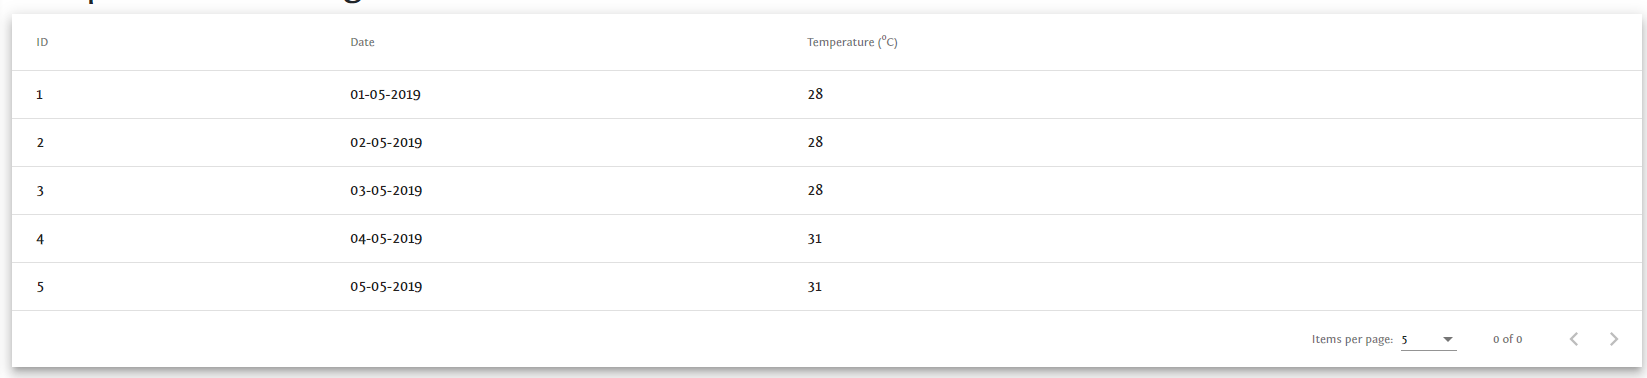 ID Date Temperature (°C)
1 01-05-2019 28
2 02-05-2019 28
3 03-05-2019 28
4 04-05-2019 31
5 05-05-2019 31
Items per page: 5 0 of 0